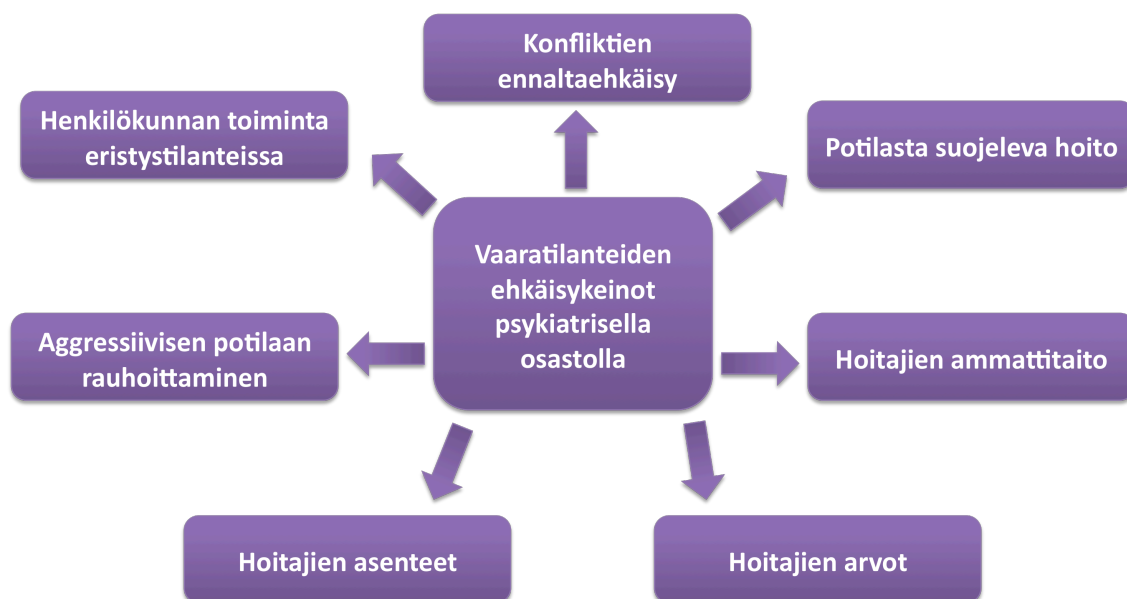 Konfliktien
ennaltaehkäisy
Henkilökunnan toiminta
eristystilanteissa
Potilasta suojeleva hoito
Vaaratilanteiden
ehkäisykeinot
psykiatrisella
osastolla
Aggressiivisen potilaan
rauhoittaminen
Hoitajien ammattitaito
Hoitajien asenteet
Hoitajien arvot